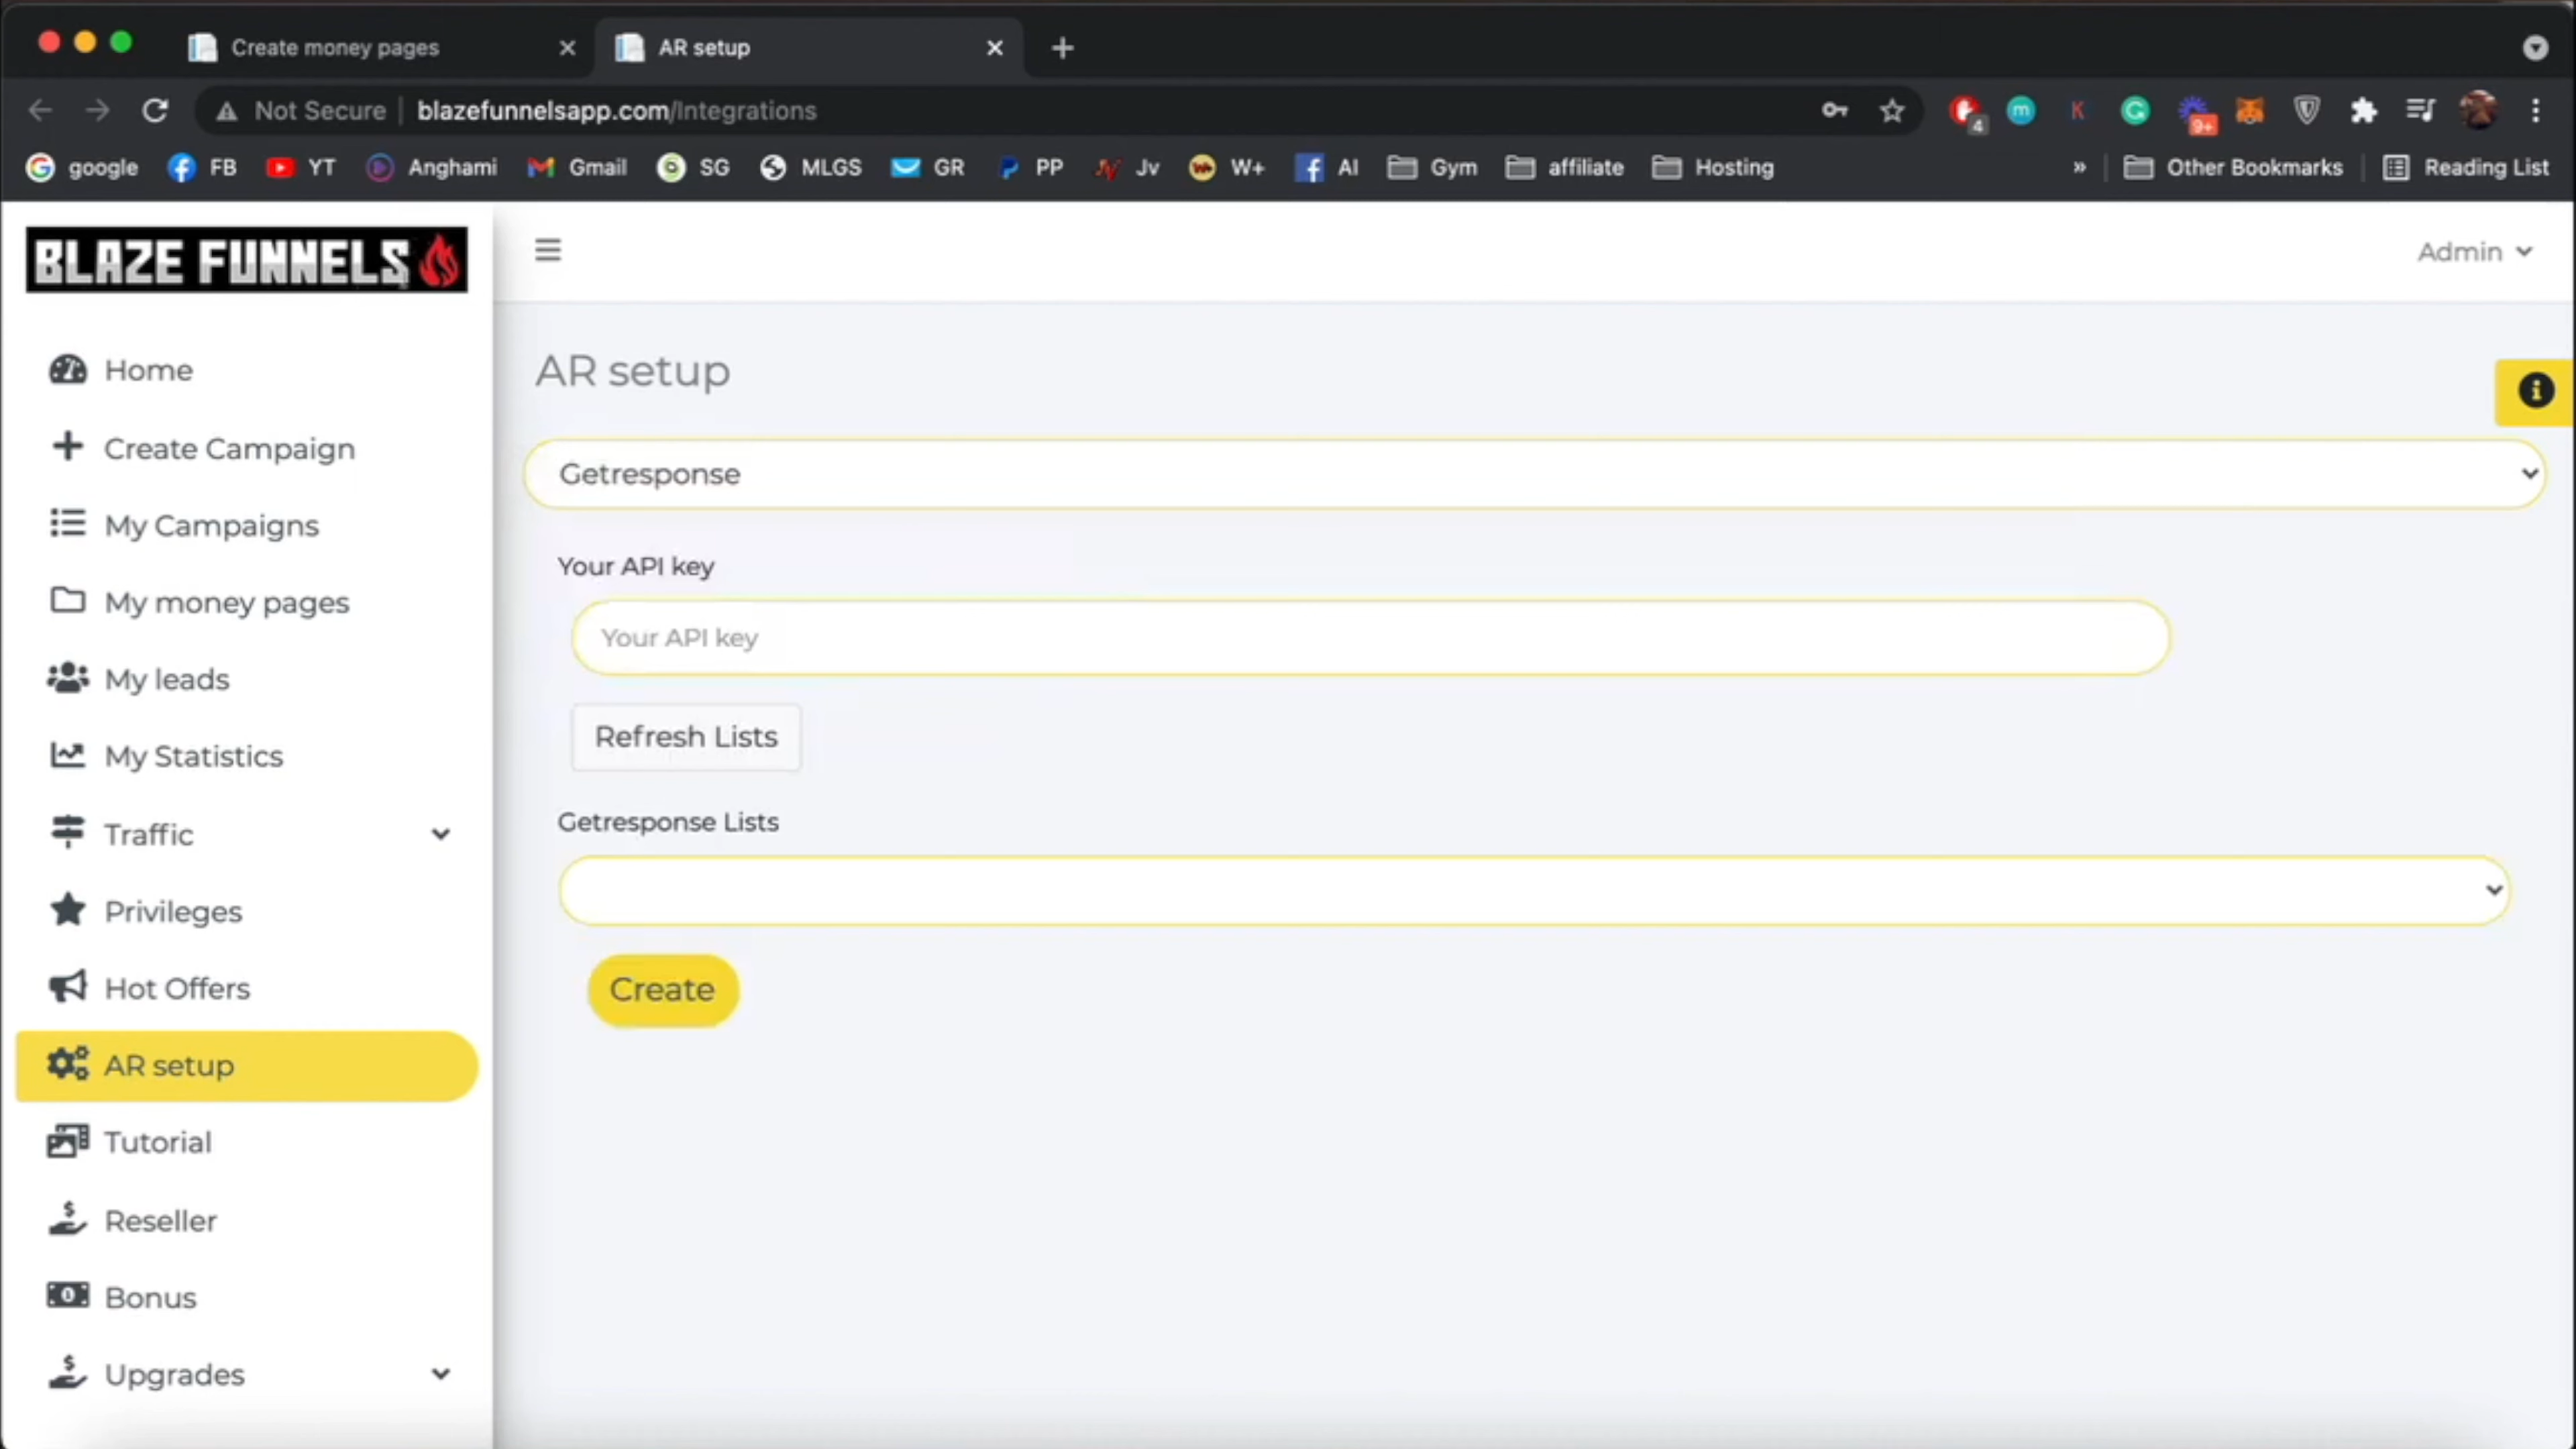 Create money pages
AR setup
Not Secure
blazefunnelsapp.com/Integrations
4
m
K
9+
google
FB
YT
Anghami
Gmail
SG
MLGS
GR
PP
Jv
W+
AI
Gym
affiliate
Hosting
»
Other Bookmarks
Reading List
BLAZE FUNNELS
Admin
Home
Create Campaign
My Campaigns
My money pages
My leads
My Statistics
Traffic
Privileges
Hot Offers
AR setup
Tutorial
Reseller
Bonus
Upgrades
AR setup
Getresponse
Your API key
Your API key
Refresh Lists
Getresponse Lists
Create